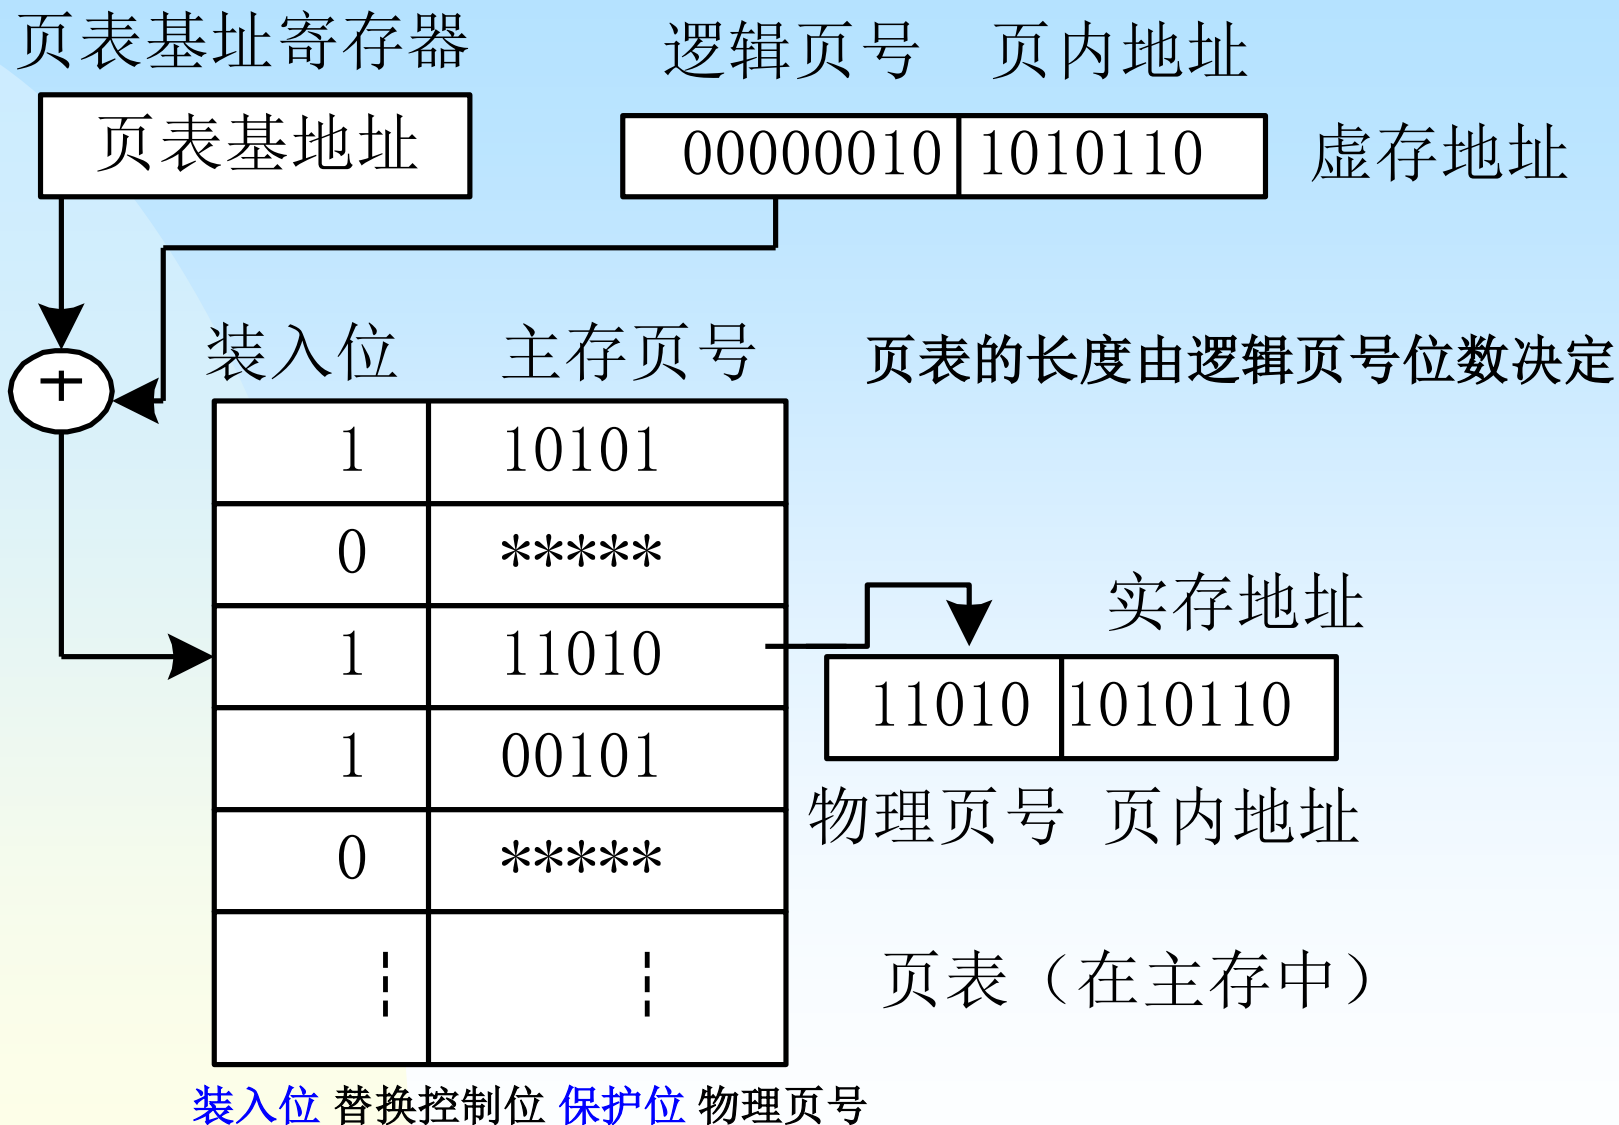 页表基址寄存器 逻辑页号 页内地址
页表基地址 00000010 1010110 虚存地址
+
装入位 主存页号 页表的长度由逻辑页号位数决定
1 10101
0 *****
1 11010
实存地址
11010 1010110
1 00101
物理页号 页内地址
0 *****
页表（在主存中）
装入位 替换控制位 保护位 物理页号